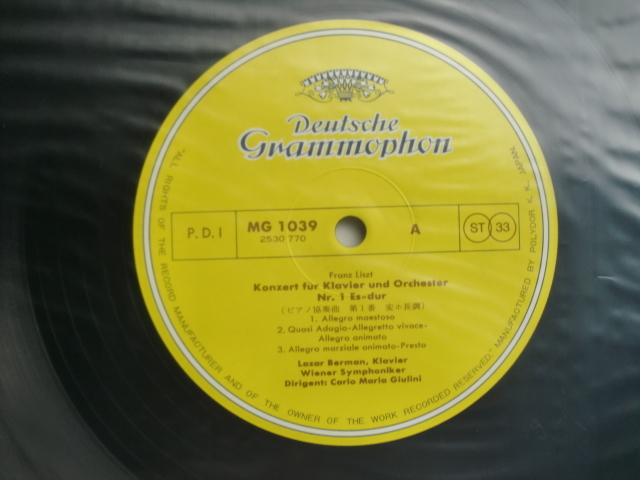 Deutsche
Grammophon
P.D.I
MG 1039
2530 770
A
ST 33
Franz Liszt
Konzert für Klavier und Orchester
Nr. 1 Es-dur
(ピアノ協奏曲 第1番 変ホ長調)
1. Allegro maestoso
2. Quasi Adagio-Allegretto vivace-
Allegro animato
3. Allegro marziale animato-Presto
Lazar Berman, Klavier
Wiener Symphoniker
Dirigent: Carlo Maria Giulini
"ALL RIGHTS OF THE RECORD MANUFACTURER AND OF THE OWNER OF THE WORK RECORDED RESERVED." MANUFACTURED BY POLYDOR K. K., JAPAN.